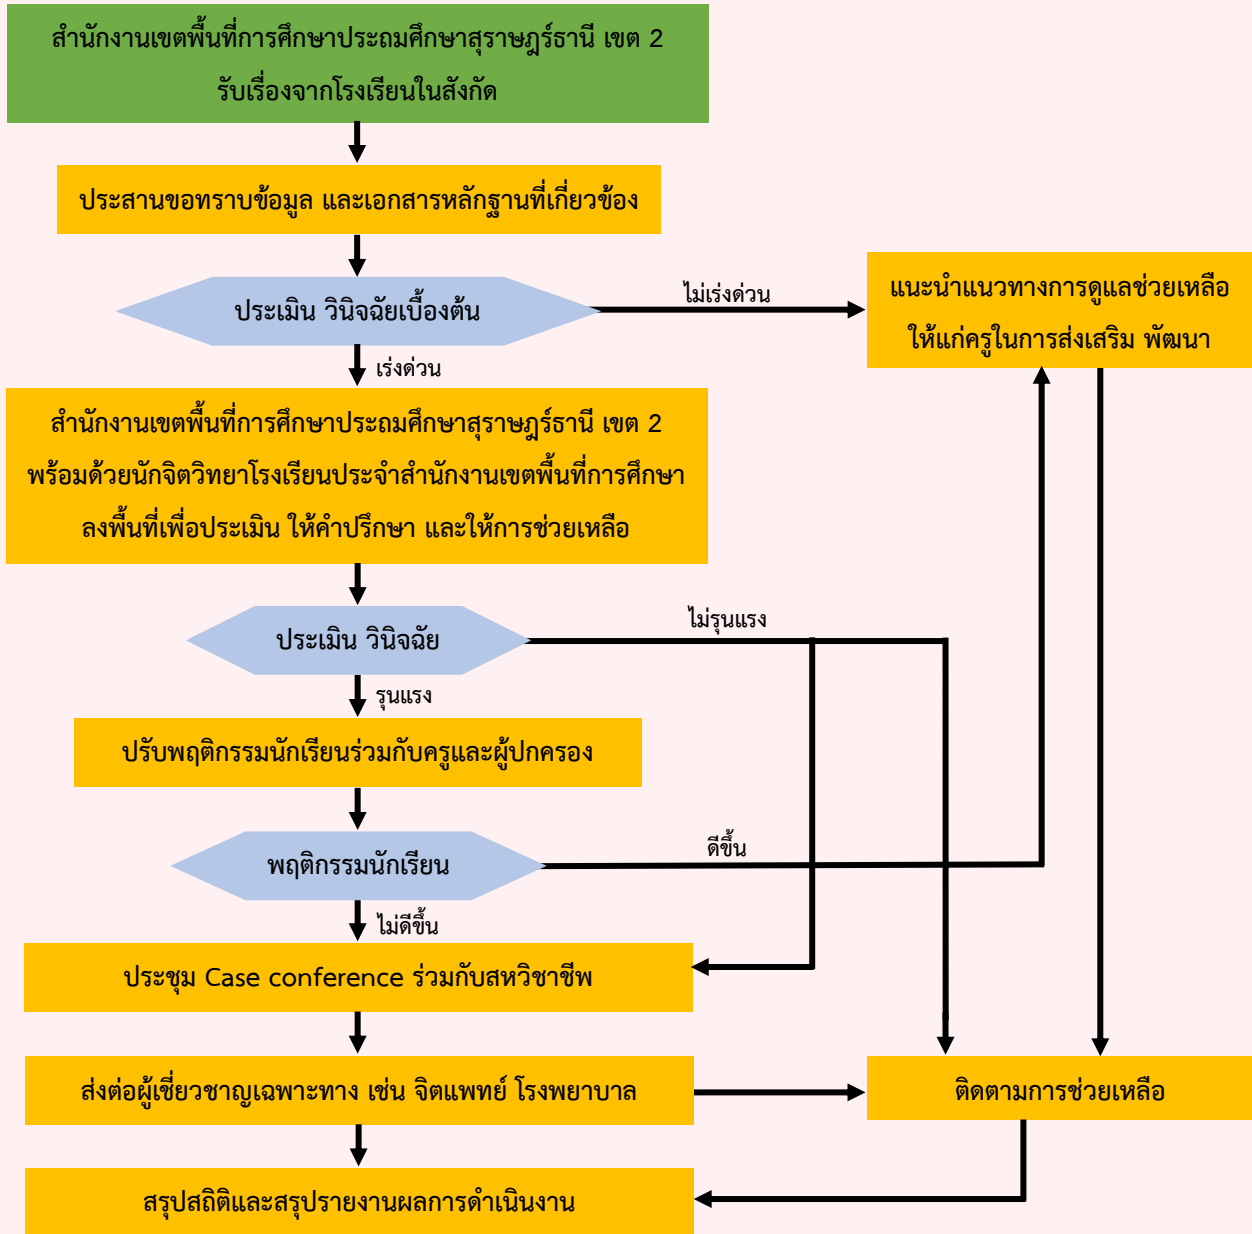 สำนักงานเขตพื้นที่การศึกษาประถมศึกษาสุราษฎร์ธานี เขต 2
รับเรื่องจากโรงเรียนในสังกัด
ประสานขอทราบข้อมูล และเอกสารหลักฐานที่เกี่ยวข้อง
ประเมิน วินิจฉัยเบื้องต้น
ไม่เร่งด่วน
แนะนำแนวทางการดูแลช่วยเหลือ
ให้แก่ครูในการส่งเสริม พัฒนา
เร่งด่วน
สำนักงานเขตพื้นที่การศึกษาประถมศึกษาสุราษฎร์ธานี เขต 2
พร้อมด้วยนักจิตวิทยาโรงเรียนประจำสำนักงานเขตพื้นที่การศึกษา
ลงพื้นที่เพื่อประเมิน ให้คำปรึกษา และให้การช่วยเหลือ
ประเมิน วินิจฉัย
ไม่รุนแรง
รุนแรง
ปรับพฤติกรรมนักเรียนร่วมกับครูและผู้ปกครอง
พฤติกรรมนักเรียน
ดีขึ้น
ไม่ดีขึ้น
ประชุม Case conference ร่วมกับสหวิชาชีพ
ส่งต่อผู้เชี่ยวชาญเฉพาะทาง เช่น จิตแพทย์ โรงพยาบาล
ติดตามการช่วยเหลือ
สรุปสถิติและสรุปรายงานผลการดำเนินงาน